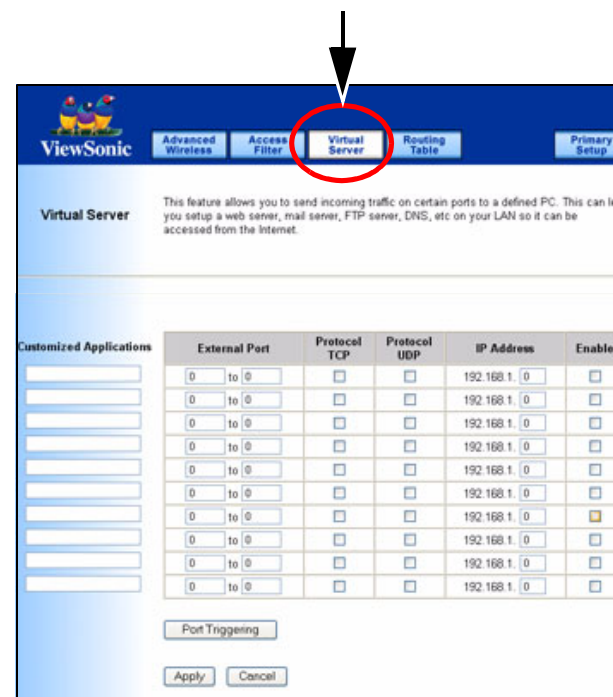 ViewSonic
Advanced Wireless Access Filter Virtual Server Routing Table Primary Setup
Virtual Server
This feature allows you to send incoming traffic on certain ports to a defined PC. This can le
you setup a web server, mail server, FTP server, DNS, etc on your LAN so it can be
accessed from the Internet.
Customized Applications External Port Protocol TCP Protocol UDP IP Address Enable
0 to 0 192.168.1. 0
0 to 0 192.168.1. 0
0 to 0 192.168.1. 0
0 to 0 192.168.1. 0
0 to 0 192.168.1. 0
0 to 0 192.168.1. 0
0 to 0 192.168.1. 0
0 to 0 192.168.1. 0
0 to 0 192.168.1. 0
0 to 0 192.168.1. 0
Port Triggering
Apply Cancel